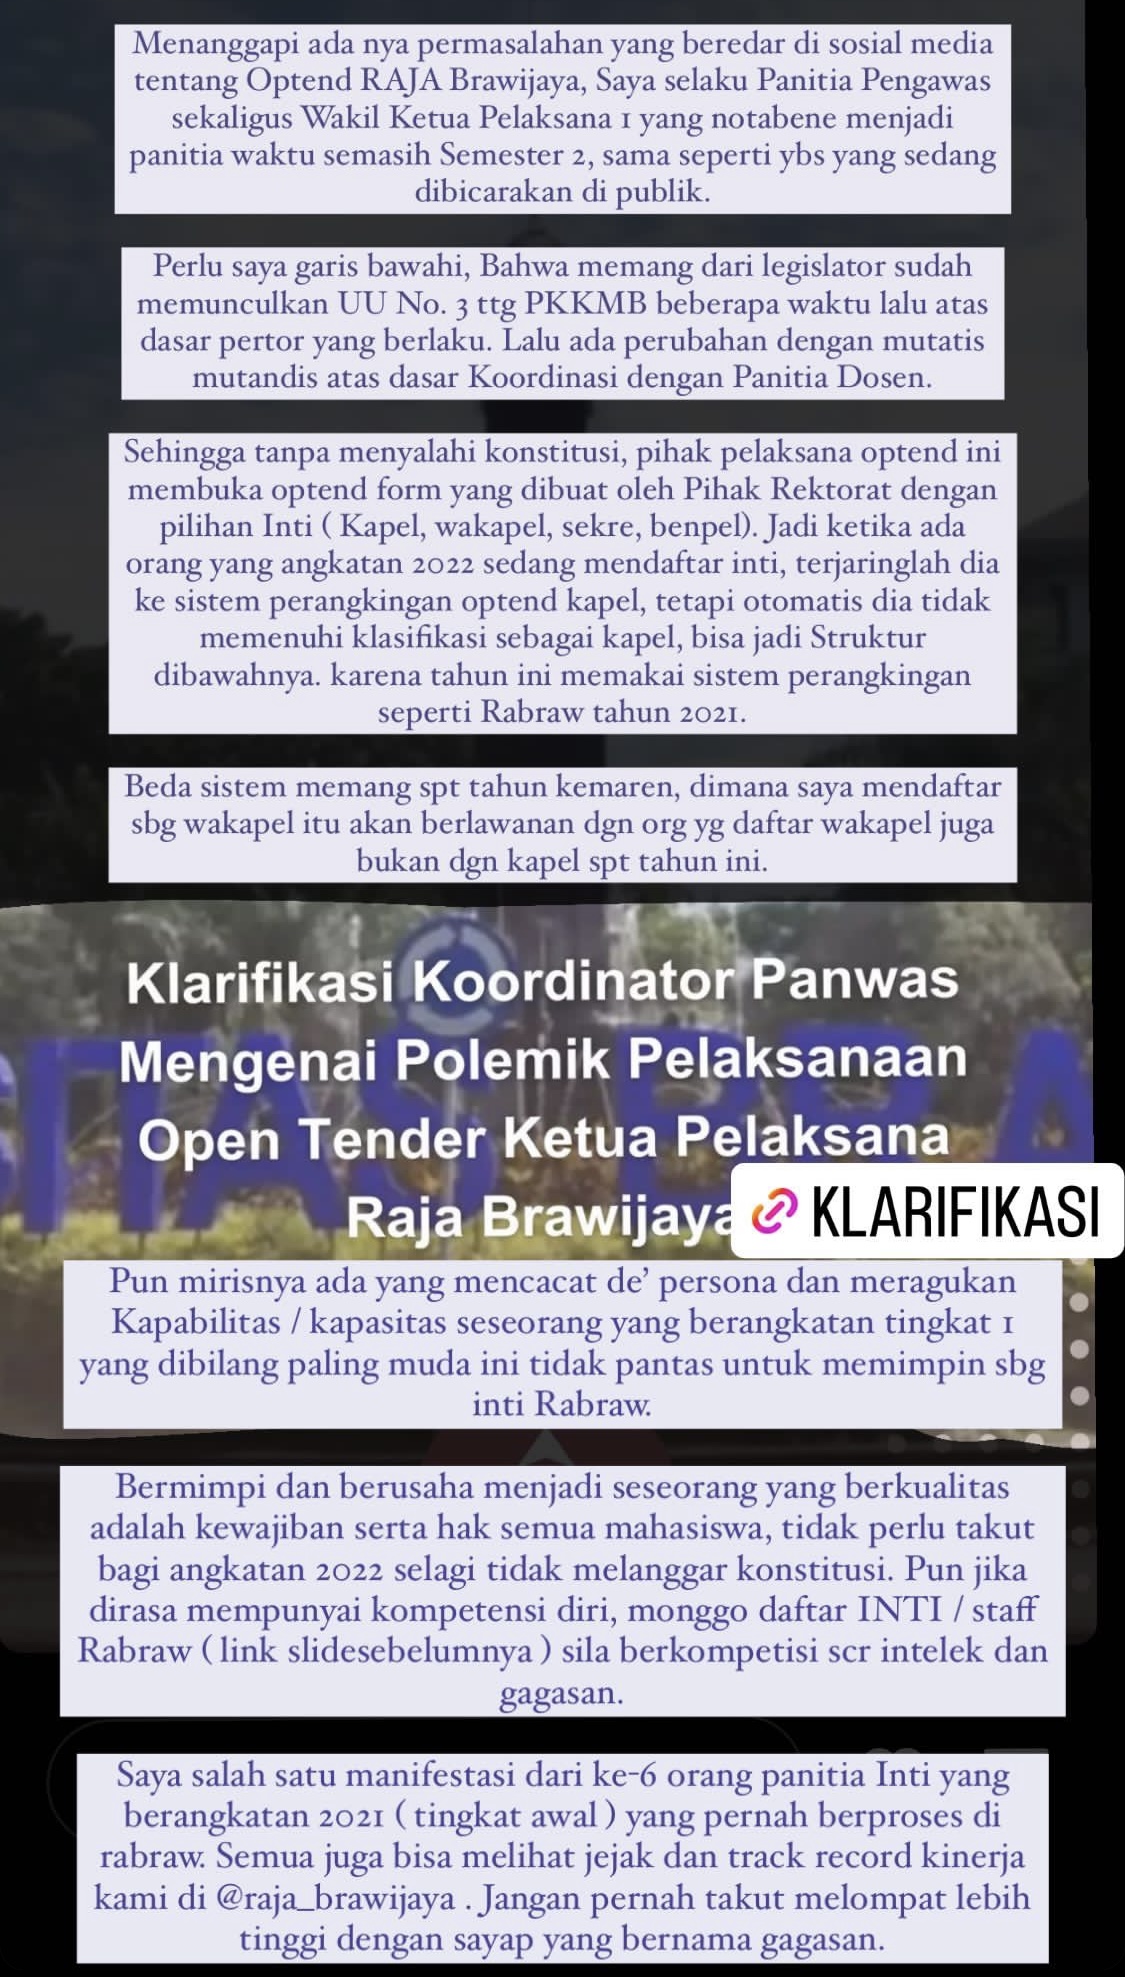 Menanggapi ada nya permasalahan yang beredar di sosial media
tentang Optend RAJA Brawijaya, Saya selaku Panitia Pengawas
sekaligus Wakil Ketua Pelaksana 1 yang notabene menjadi
panitia waktu semasih Semester 2, sama seperti ybs yang sedang
dibicarakan di publik.
Perlu saya garis bawahi, Bahwa memang dari legislator sudah
memunculkan UU No. 3 ttg PKKMB beberapa waktu lalu atas
dasar pertor yang berlaku. Lalu ada perubahan dengan mutatis
mutandis atas dasar Koordinasi dengan Panitia Dosen.
Sehingga tanpa menyalahi konstitusi, pihak pelaksana optend ini
membuka optend form yang dibuat oleh Pihak Rektorat dengan
pilihan Inti ( Kapel, wakapel, sekre, benpel). Jadi ketika ada
orang yang angkatan 2022 sedang mendaftar inti, terjaringlah dia
ke sistem perangkingan optend kapel, tetapi otomatis dia tidak
memenuhi klasifikasi sebagai kapel, bisa jadi Struktur
dibawahnya. karena tahun ini memakai sistem perangkingan
seperti Rabraw tahun 2021.
Beda sistem memang spt tahun kemaren, dimana saya mendaftar
sbg wakapel itu akan berlawanan dgn org yg daftar wakapel juga
bukan dgn kapel spt tahun ini.
SITAS BRA
Klarifikasi Koordinator Panwas
Mengenai Polemik Pelaksanaan
Open Tender Ketua Pelaksana
Raja Brawijaya
KLARIFIKASI
Pun mirisnya ada yang mencacat de' persona dan meragukan
Kapabilitas / kapasitas seseorang yang berangkatan tingkat 1
yang dibilang paling muda ini tidak pantas untuk memimpin sbg
inti Rabraw.
Bermimpi dan berusaha menjadi seseorang yang berkualitas
adalah kewajiban serta hak semua mahasiswa, tidak perlu takut
bagi angkatan 2022 selagi tidak melanggar konstitusi. Pun jika
dirasa mempunyai kompetensi diri, monggo daftar INTI / staff
Rabraw ( link slidesebelumnya ) sila berkompetisi scr intelek dan
gagasan.
Saya salah satu manifestasi dari ke-6 orang panitia Inti yang
berangkatan 2021 ( tingkat awal ) yang pernah berproses di
rabraw. Semua juga bisa melihat jejak dan track record kinerja
kami di @raja_brawijaya . Jangan pernah takut melompat lebih
tinggi dengan sayap yang bernama gagasan.